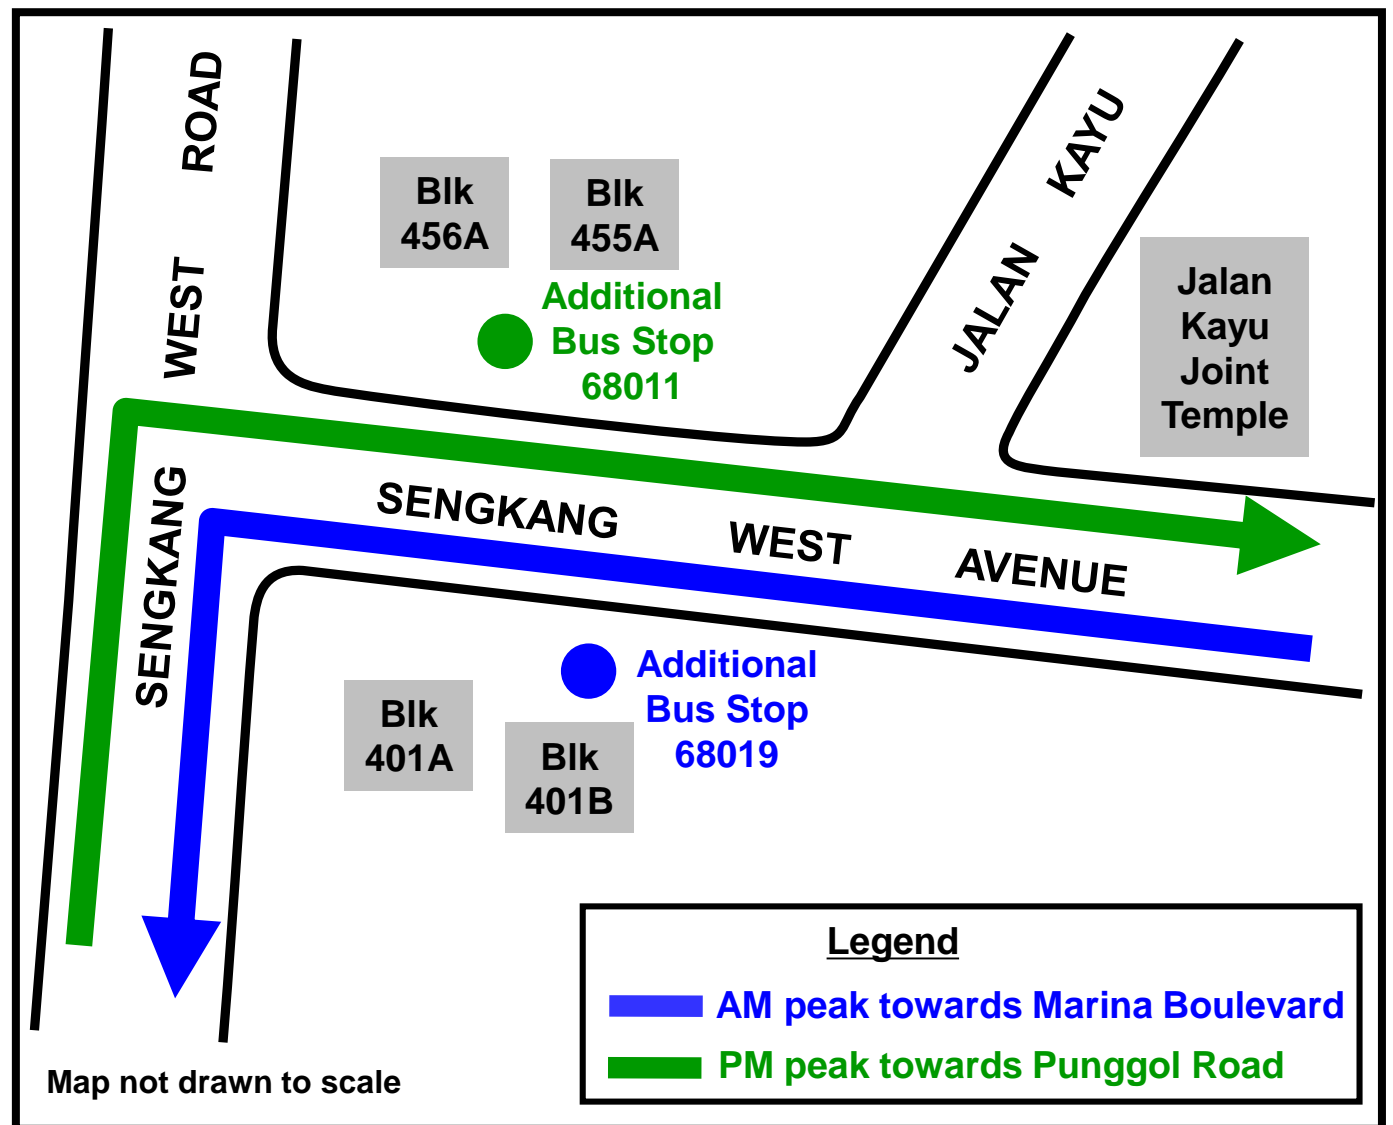 SENGKANG WEST ROAD
Blk
456A
Blk
455A
Additional
Bus Stop
68011
JALAN KAYU
Jalan
Kayu
Joint
Temple
SENGKANG WEST AVENUE
Additional
Bus Stop
68019
Blk
401A
Blk
401B
Legend
AM peak towards Marina Boulevard
PM peak towards Punggol Road
Map not drawn to scale